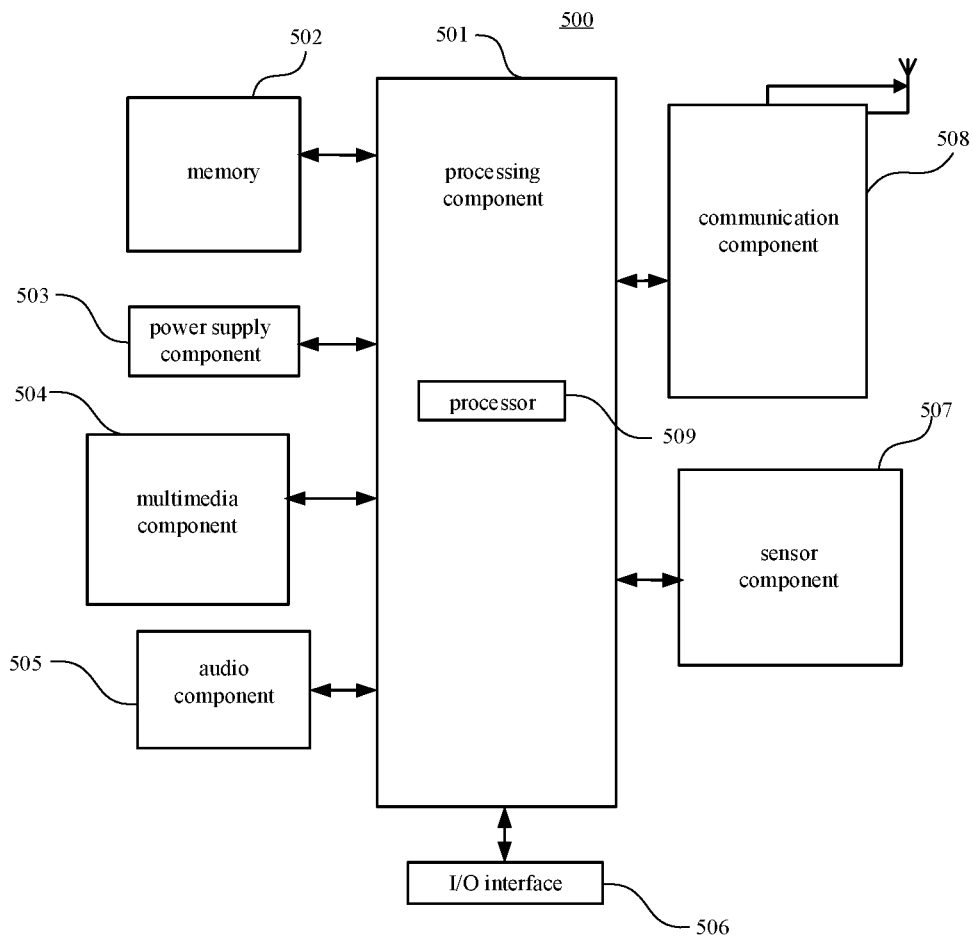 500
502
501
memory
processing
component
508
communication
component
503
power supply
component
504
processor
509
507
multimedia
component
sensor
component
505
audio
component
I/O interface
506